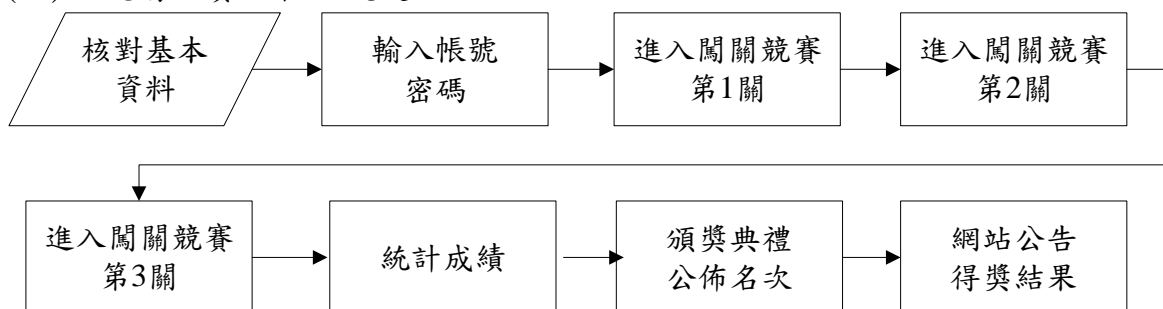 核對基本
資料
輸入帳號
密碼
進入闖關競賽
第1關
進入闖關競賽
第2關
進入闖關競賽
第3關
統計成績
頒獎典禮
公佈名次
網站公告
得獎結果